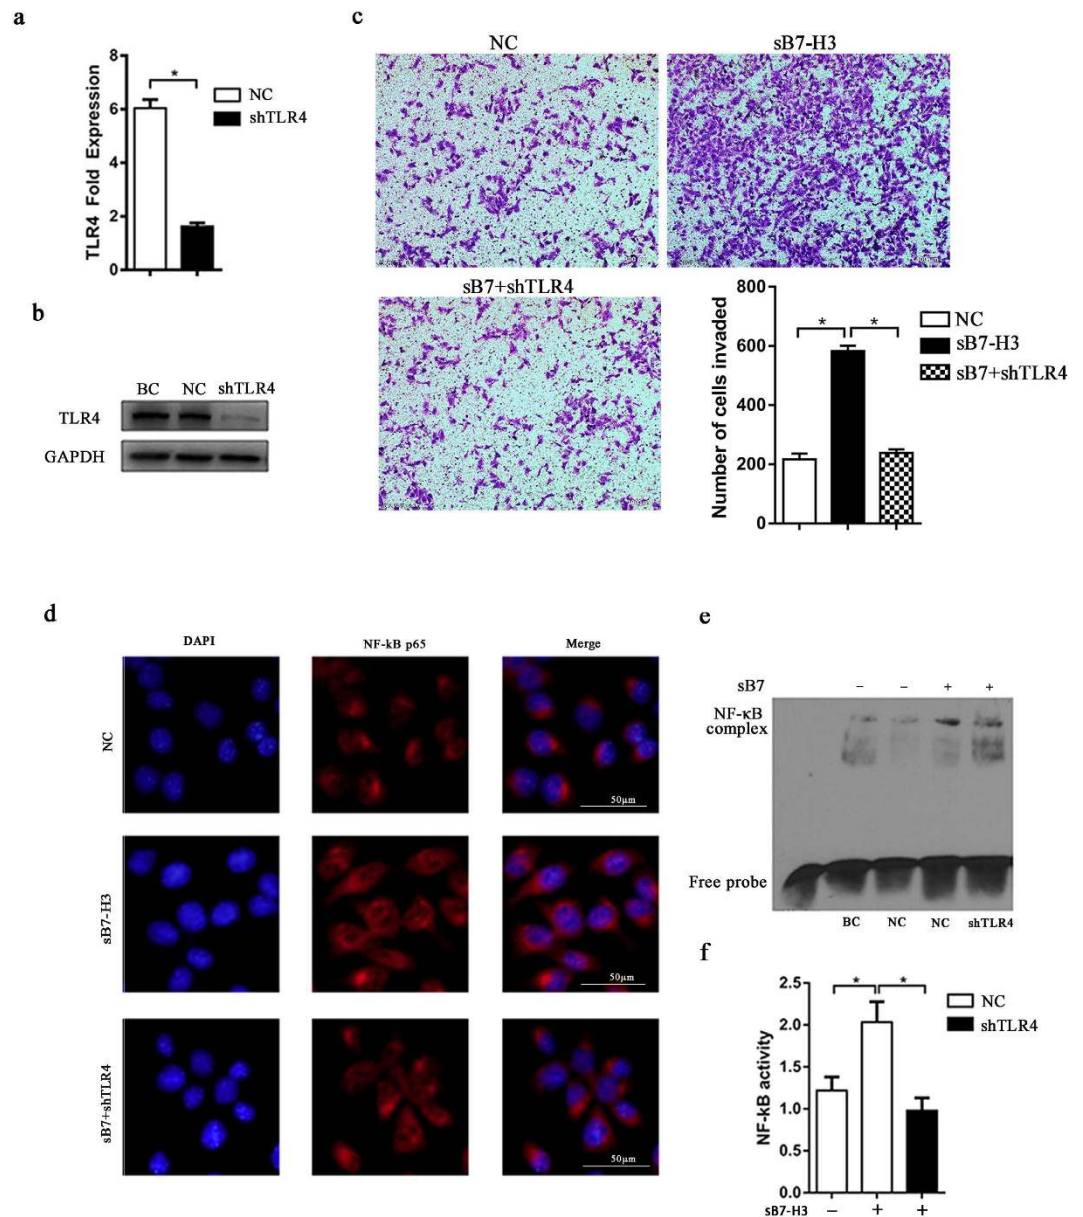 a
TLR4 Fold Expression
8
6
4
2
0
*
NC
shTLR4
b
BC NC shTLR4
TLR4
GAPDH
c
NC
sB7-H3
sB7+shTLR4
Number of cells invaded
800
600
400
200
0
* *
NC
sB7-H3
sB7+shTLR4
d
DAPI NF-kB p65 Merge
NC
50µm
sB7-H3
50µm
sB7+shTLR4
50µm
e
sB7 – – + +
NF-κB
complex
Free probe
BC NC NC shTLR4
f
NF-kB activity
2.5
2.0
1.5
1.0
0.5
0.0
* *
NC
shTLR4
sB7-H3 – + +